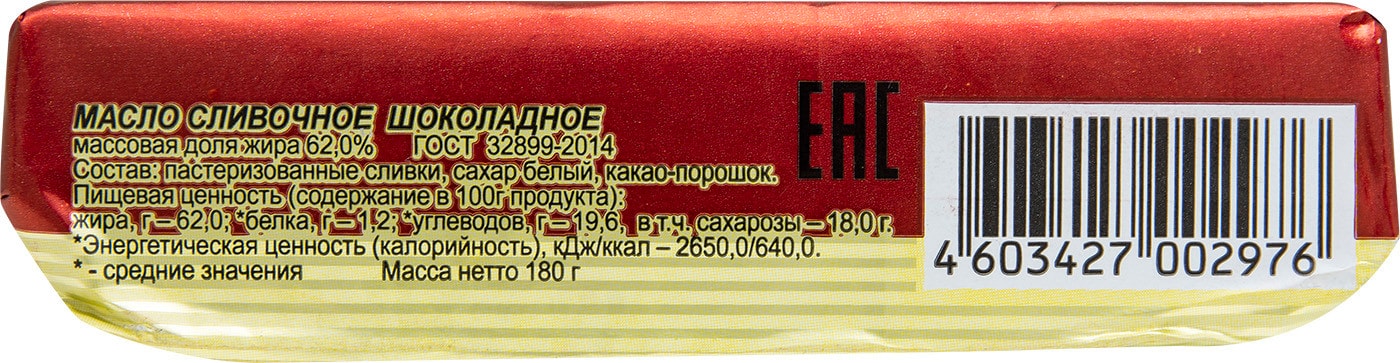 МАСЛО СЛИВОЧНОЕ ШОКОЛАДНОЕ
массовая доля жира 62,0% ГОСТ 32899-2014
Состав: пастеризованные сливки, сахар белый, какао-порошок.
Пищевая ценность (содержание в 100г продукта):
жира, г – 62,0; *белка, г – 1,2; *углеводов, г – 19,6, в т.ч. сахарозы – 18,0 г.
*Энергетическая ценность (калорийность), кДж/ккал – 2650,0/640,0.
* - средние значения Масса нетто 180 г
ЕАС
4 603427 002976